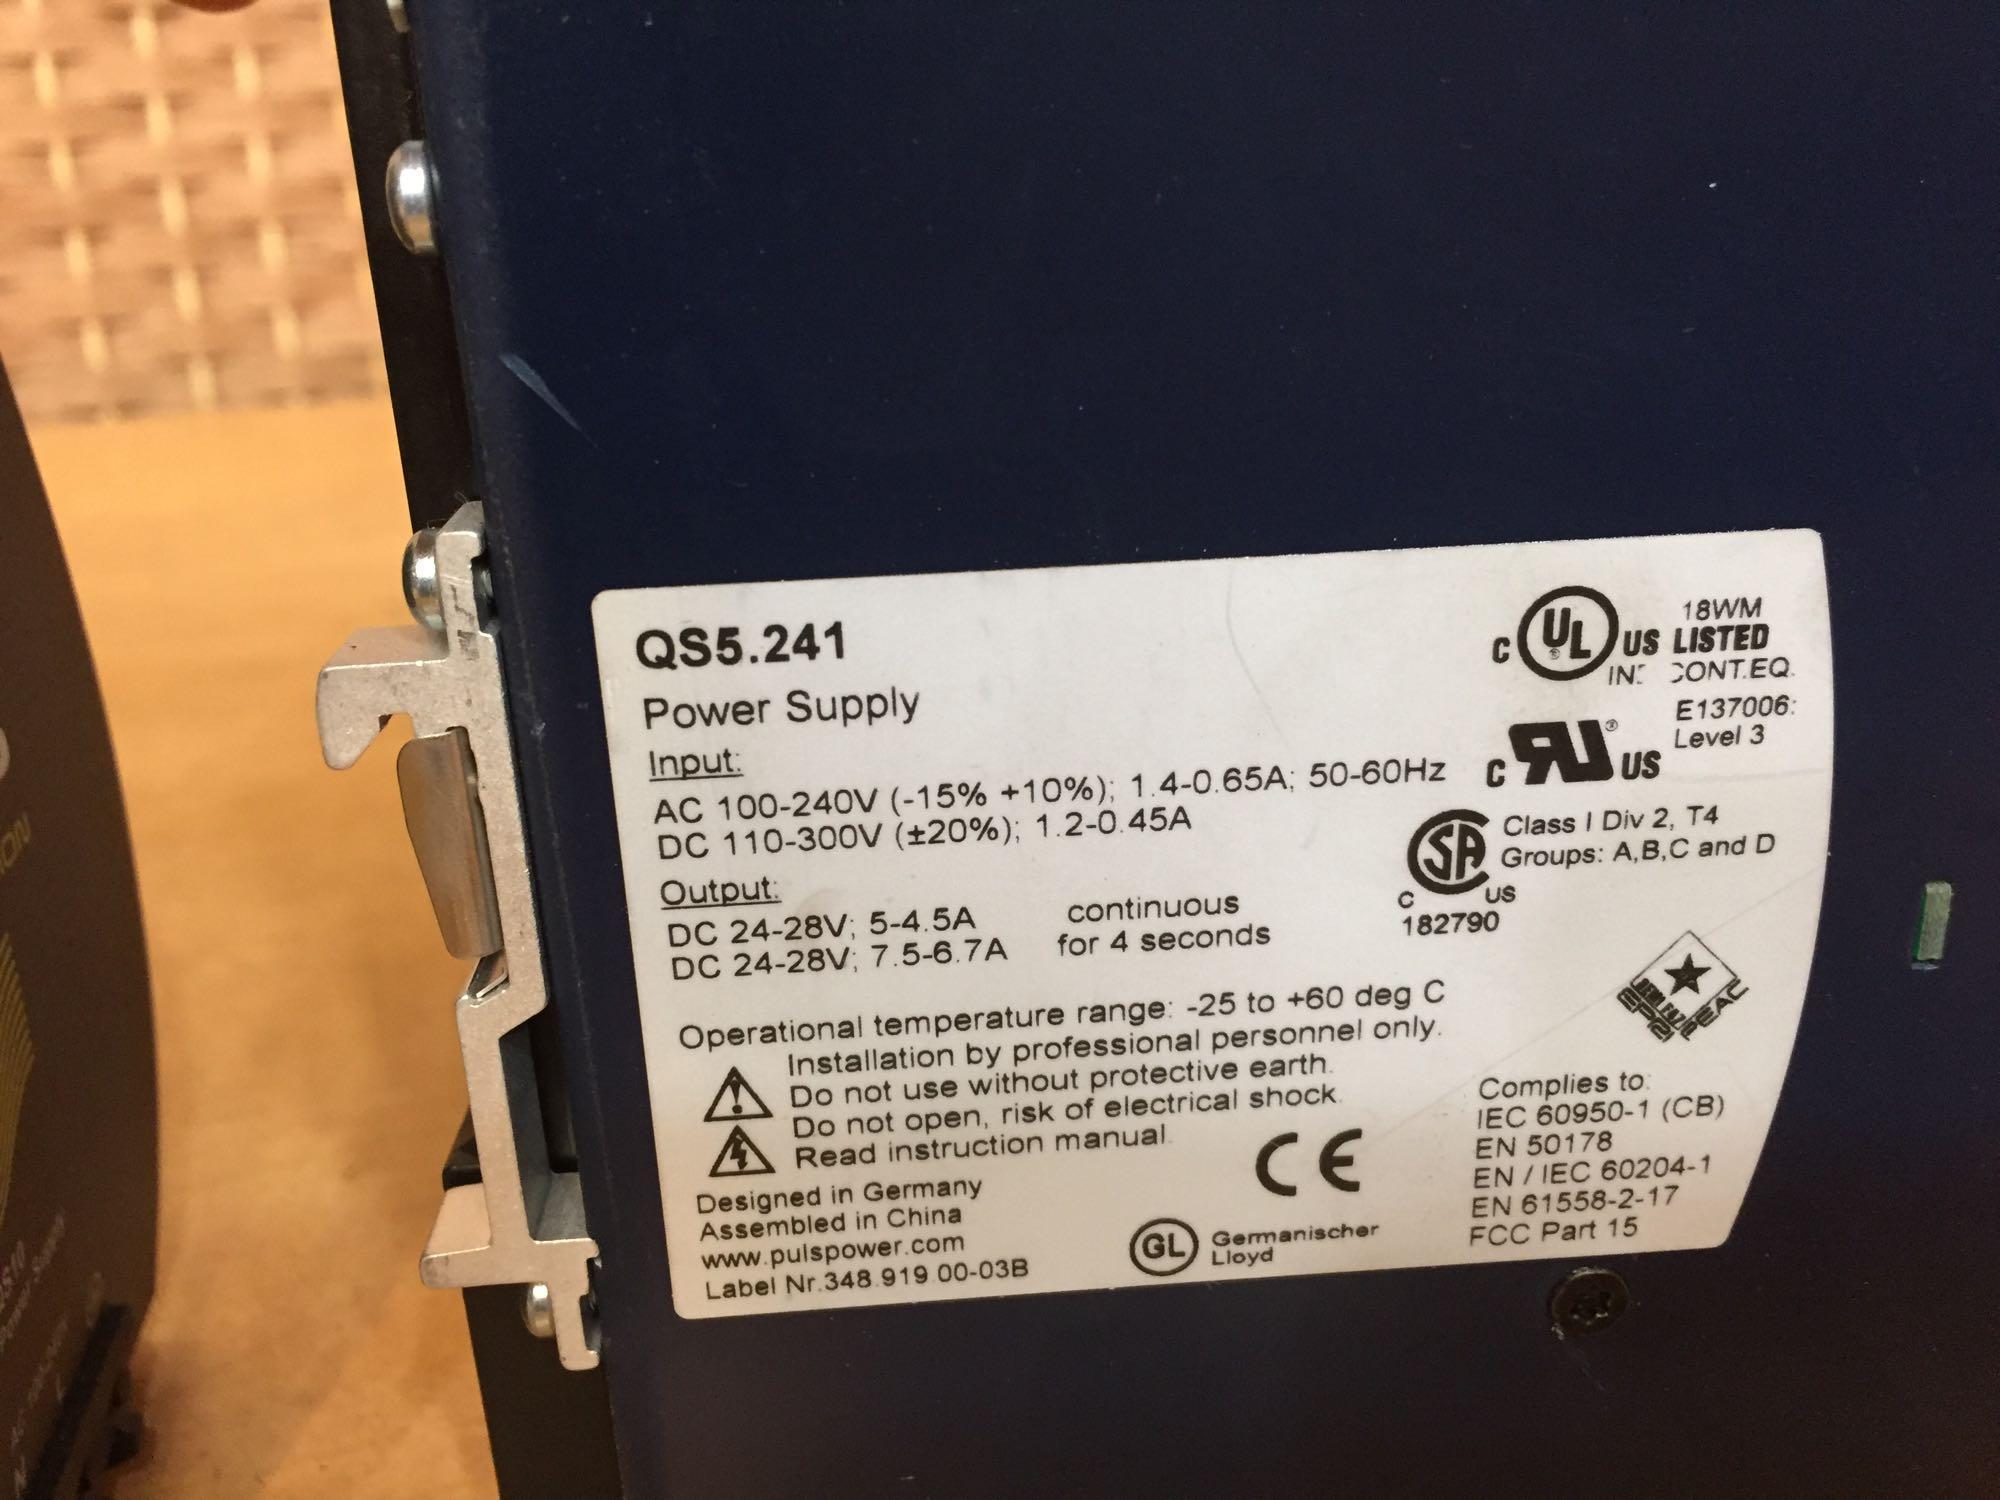 QS5.241
Power Supply
Input:
AC 100-240V (-15% +10%); 1.4-0.65A; 50-60Hz
DC 110-300V (±20%); 1.2-0.45A
Output:
DC 24-28V; 5-4.5A continuous
DC 24-28V; 7.5-6.7A for 4 seconds
Operational temperature range: -25 to +60 deg C
Installation by professional personnel only.
Do not use without protective earth.
Do not open, risk of electrical shock.
Read instruction manual.
Designed in Germany
Assembled in China
www.pulspower.com
Label Nr.348.919.00-03B
C UL ® US
18WM
LISTED
CONT.EQ.
E137006:
Level 3
C RU ® US
SA
C US
182790
Class I Div 2, T4
Groups: A,B,C and D
SEMI F47
EPRI PEAC
Complies to:
IEC 60950-1 (CB)
EN 50178
EN / IEC 60204-1
EN 61558-2-17
FCC Part 15
CE
GL
Germanischer
Lloyd